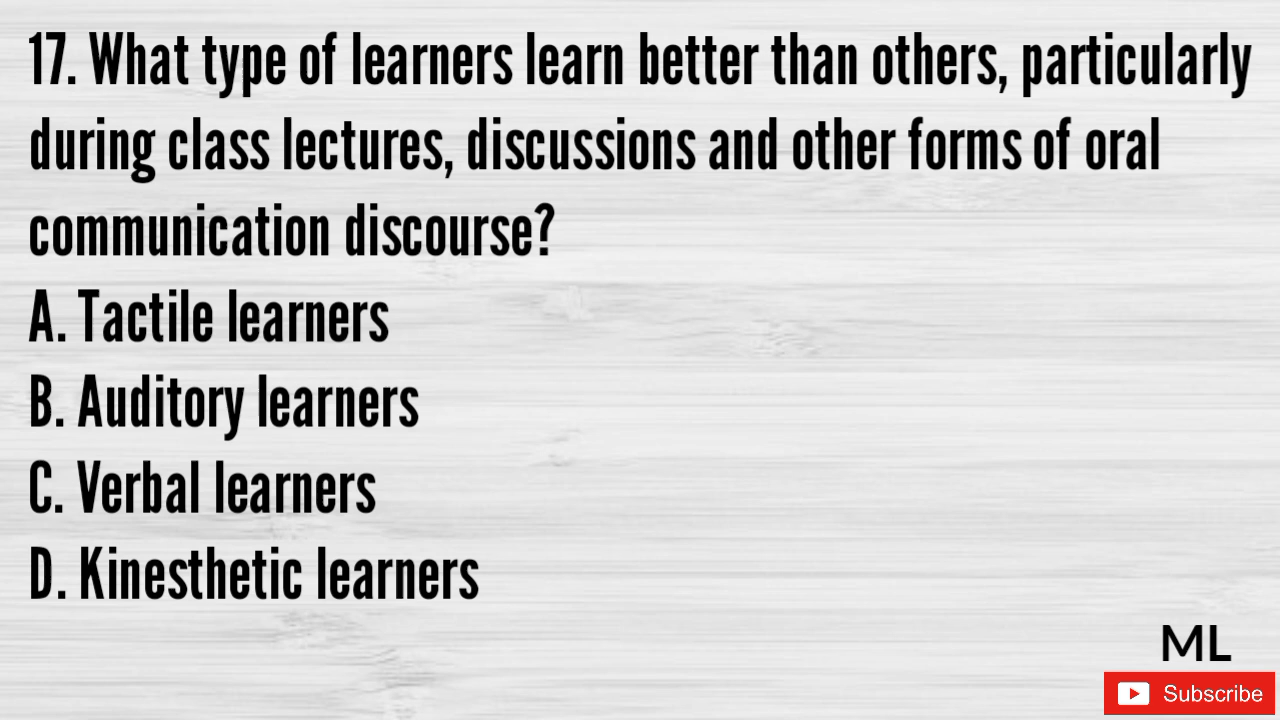 17. What type of learners learn better than others, particularly
during class lectures, discussions and other forms of oral
communication discourse?
A. Tactile learners
B. Auditory learners
C. Verbal learners
D. Kinesthetic learners
ML
Subscribe